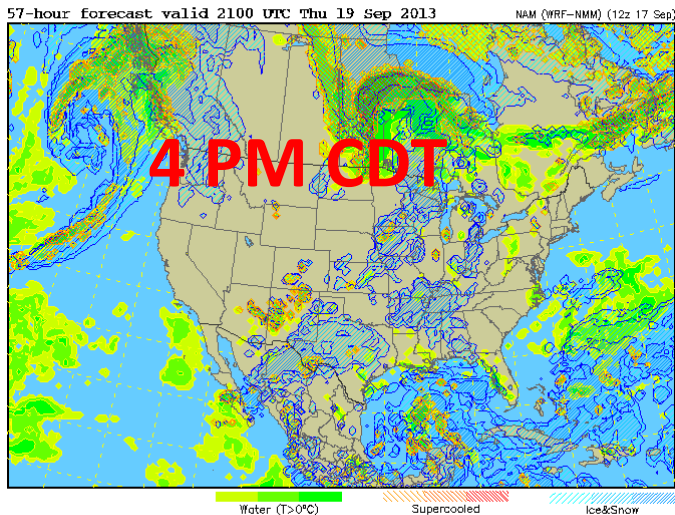 57-hour forecast valid 2100 UTC Thu 19 Sep 2013 NAM (WRF-NMM) (12z 17 Sep)
4 PM CDT
Water (T>0°C) Supercooled Ice&Snow